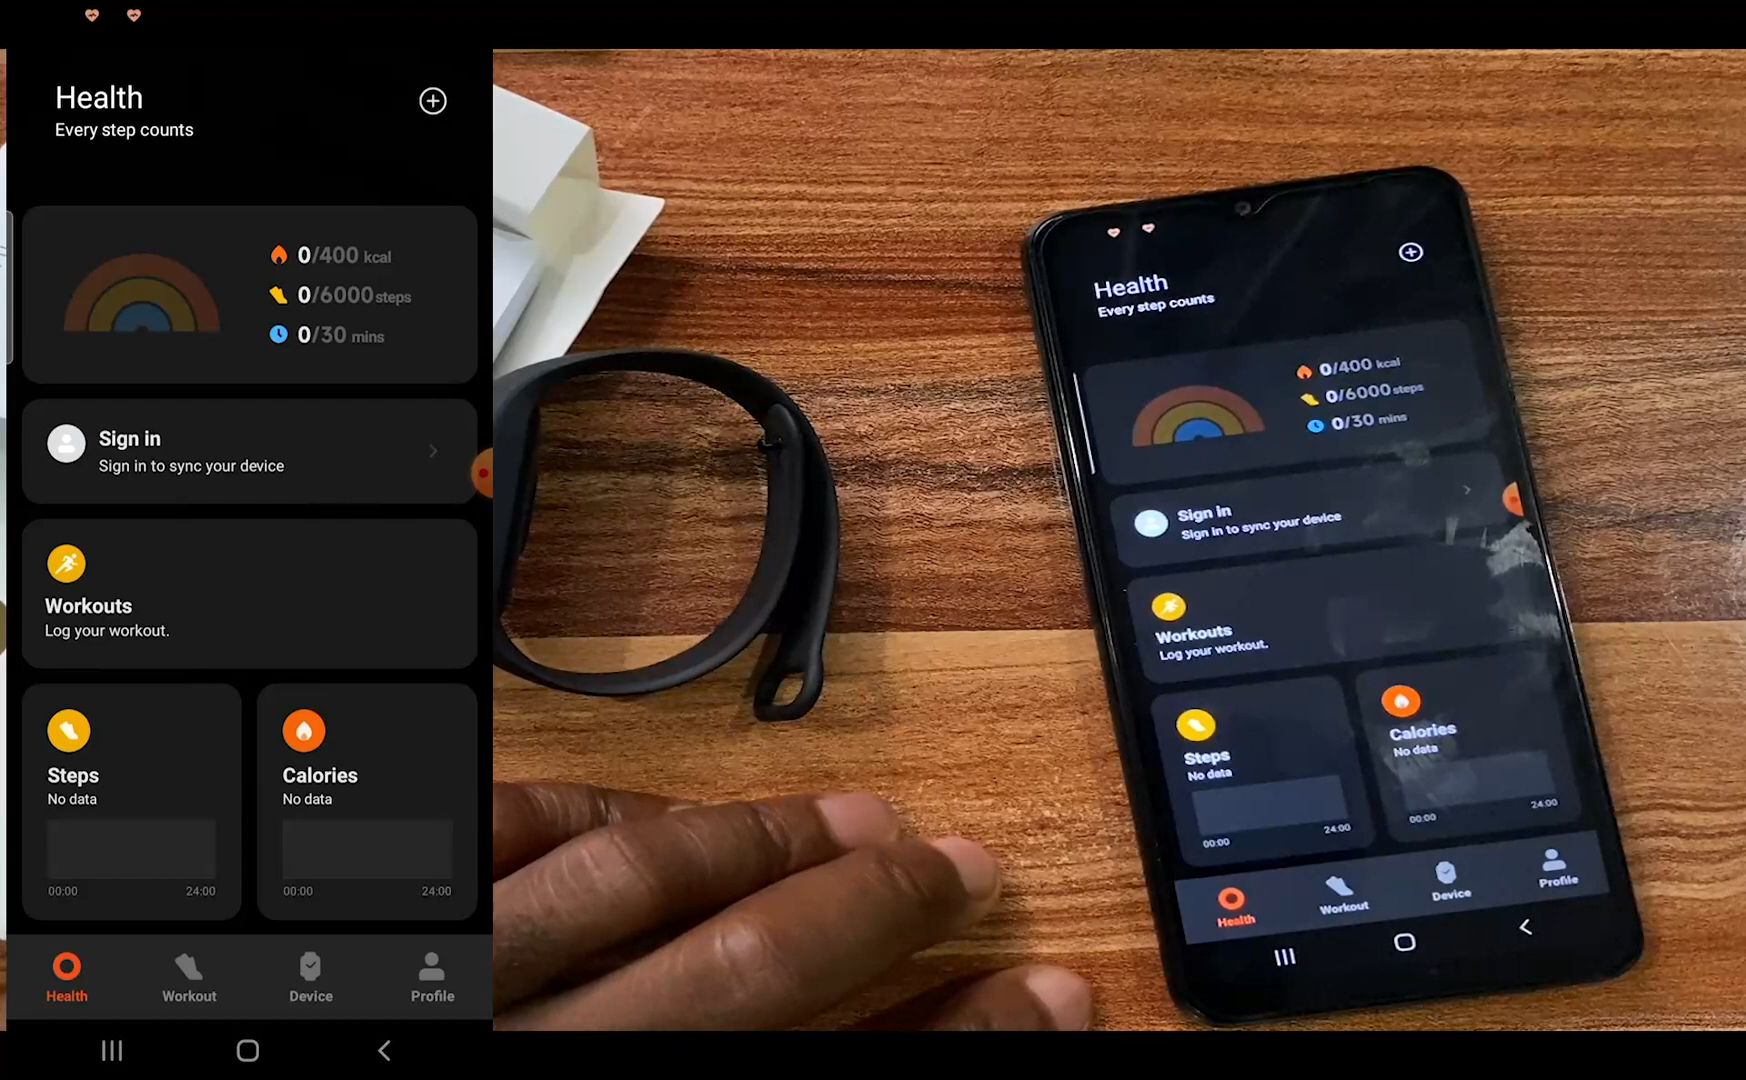 Health
Every step counts
0/400 kcal
0/6000 steps
0/30 mins
Sign in
Sign in to sync your device
Workouts
Log your workout.
Steps
No data
00:00 24:00
Calories
No data
00:00 24:00
Health Workout Device Profile
Health
Every step counts
0/400 kcal
0/6000 steps
0/30 mins
Sign in
Sign in to sync your device
Workouts
Log your workout.
Steps
No data
00:00 24:00
Calories
No data
00:00 24:00
Health Workout Device Profile